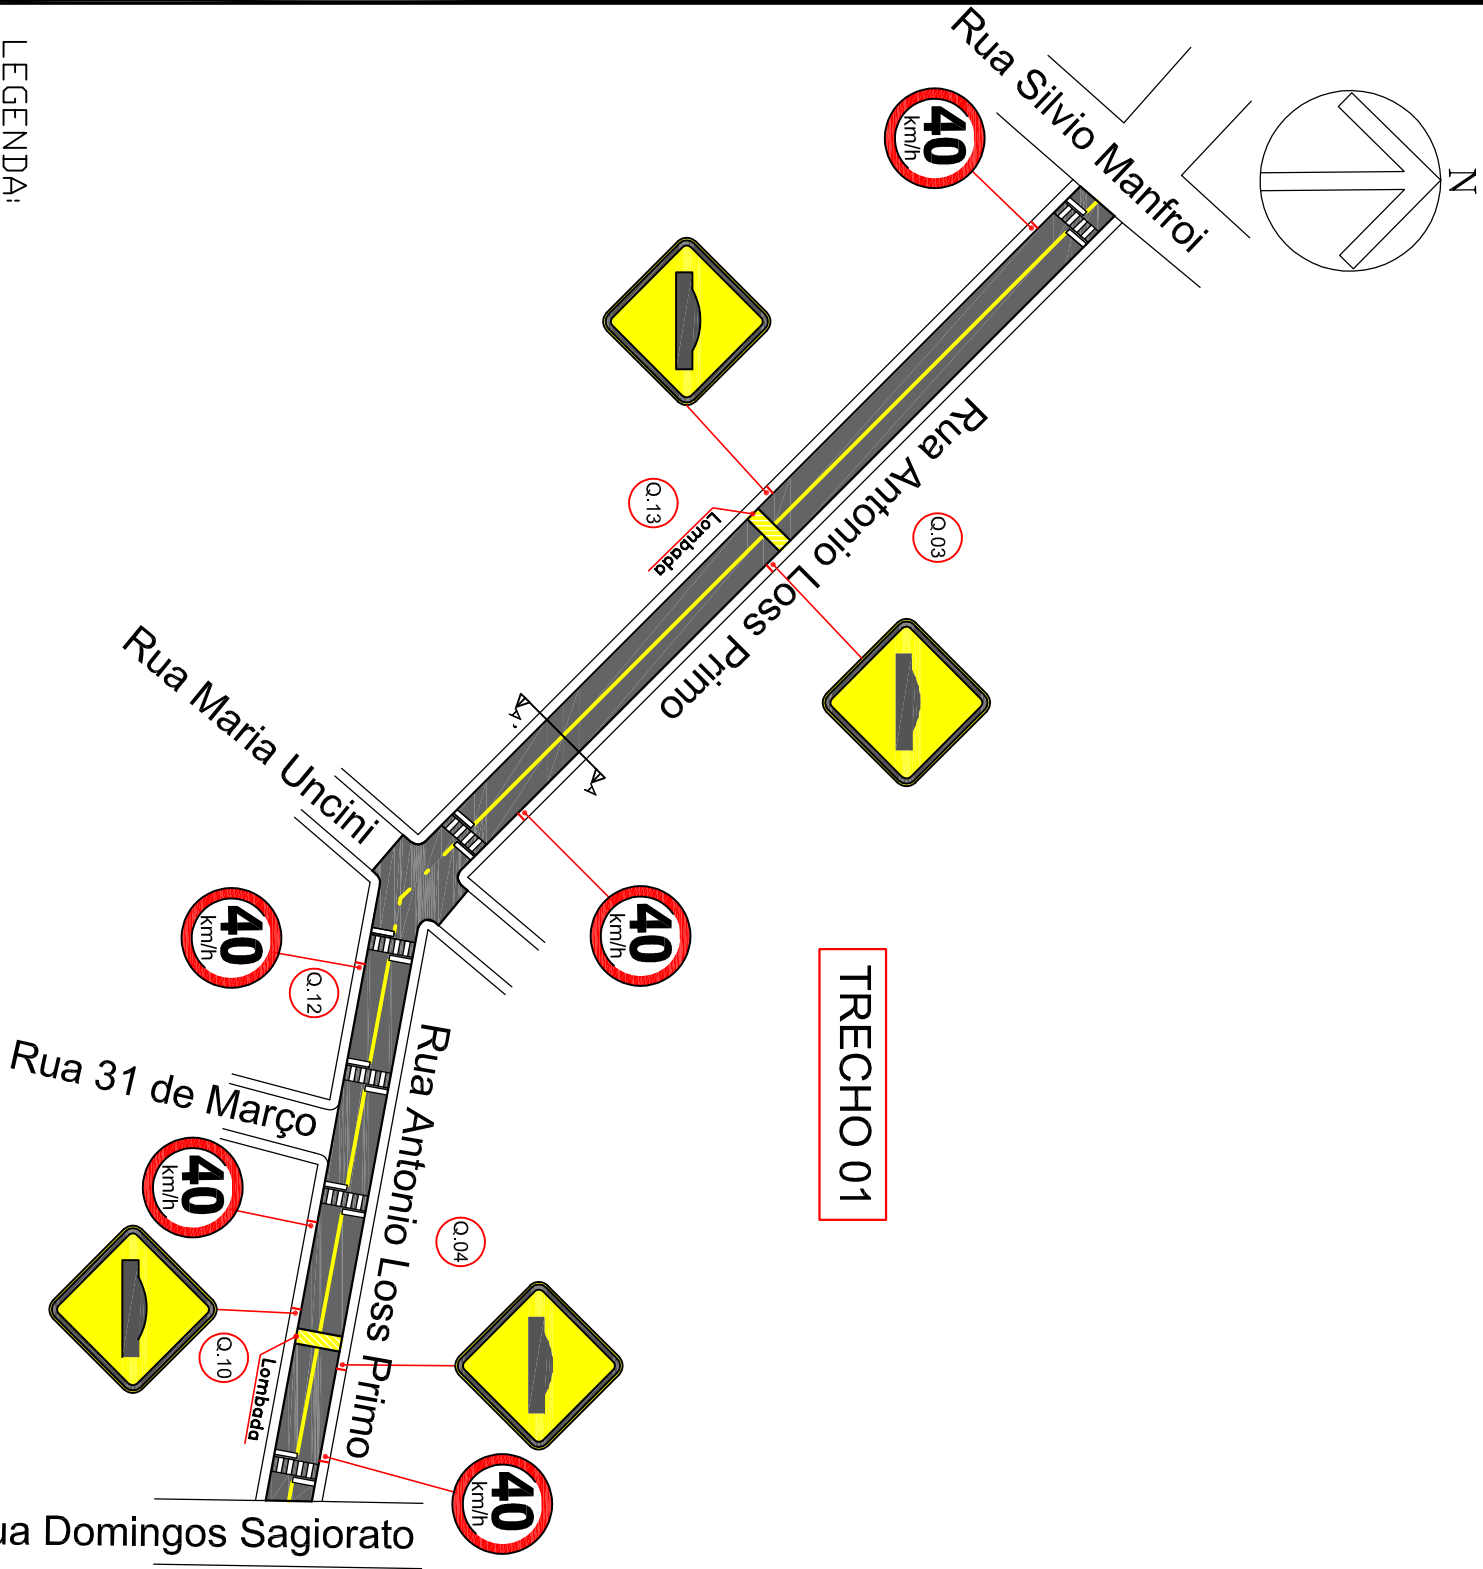 LEGENDA:
N
Rua Silvio Manfroi
40
km/h
Rua Antonio Loss Primo
Q.03
Q.13
Lombada
A'
A
Rua Maria Uncini
40
km/h
40
km/h
Q.12
TRECHO 01
Rua Antonio Loss Primo
Rua 31 de Março
40
km/h
Q.04
Q.10
Lombada
40
km/h
ua Domingos Sagiorato